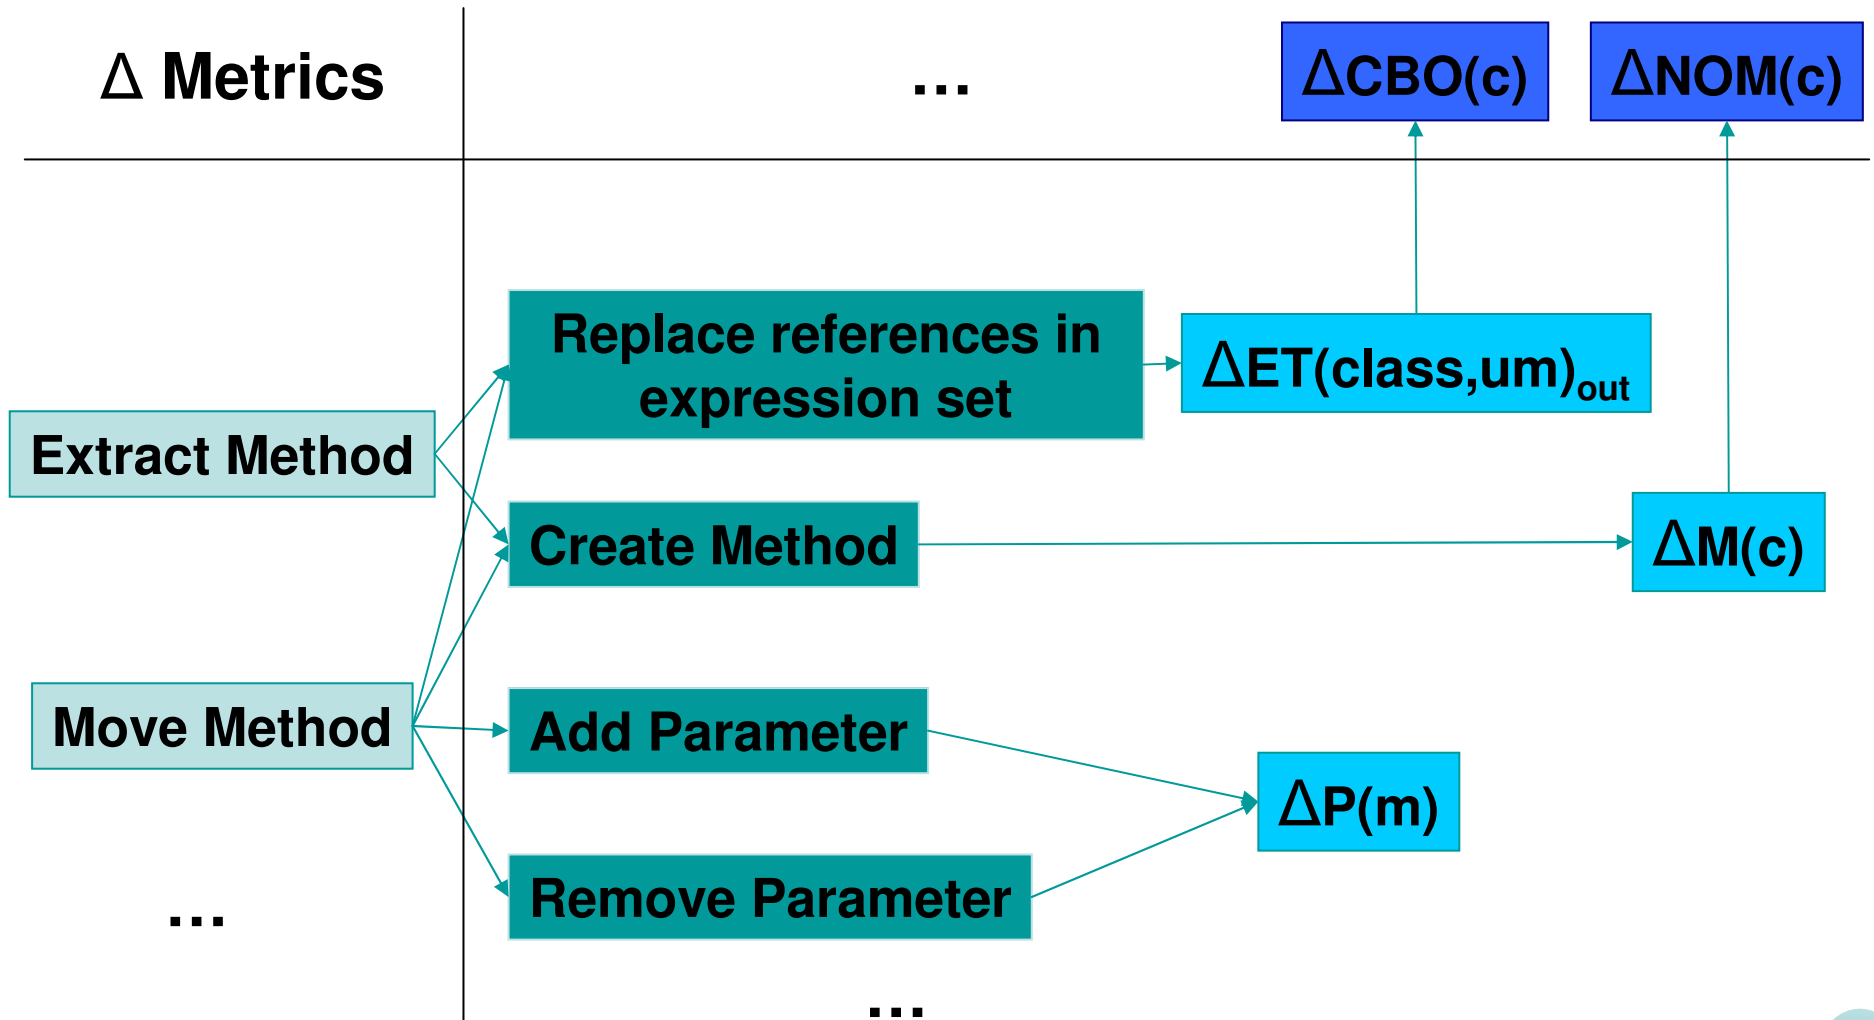 Δ Metrics
...
ΔCBO(c)
ΔNOM(c)
Replace references in
expression set
ΔET(class,um)out
Extract Method
Create Method
ΔM(c)
Move Method
Add Parameter
ΔP(m)
Remove Parameter
...
...